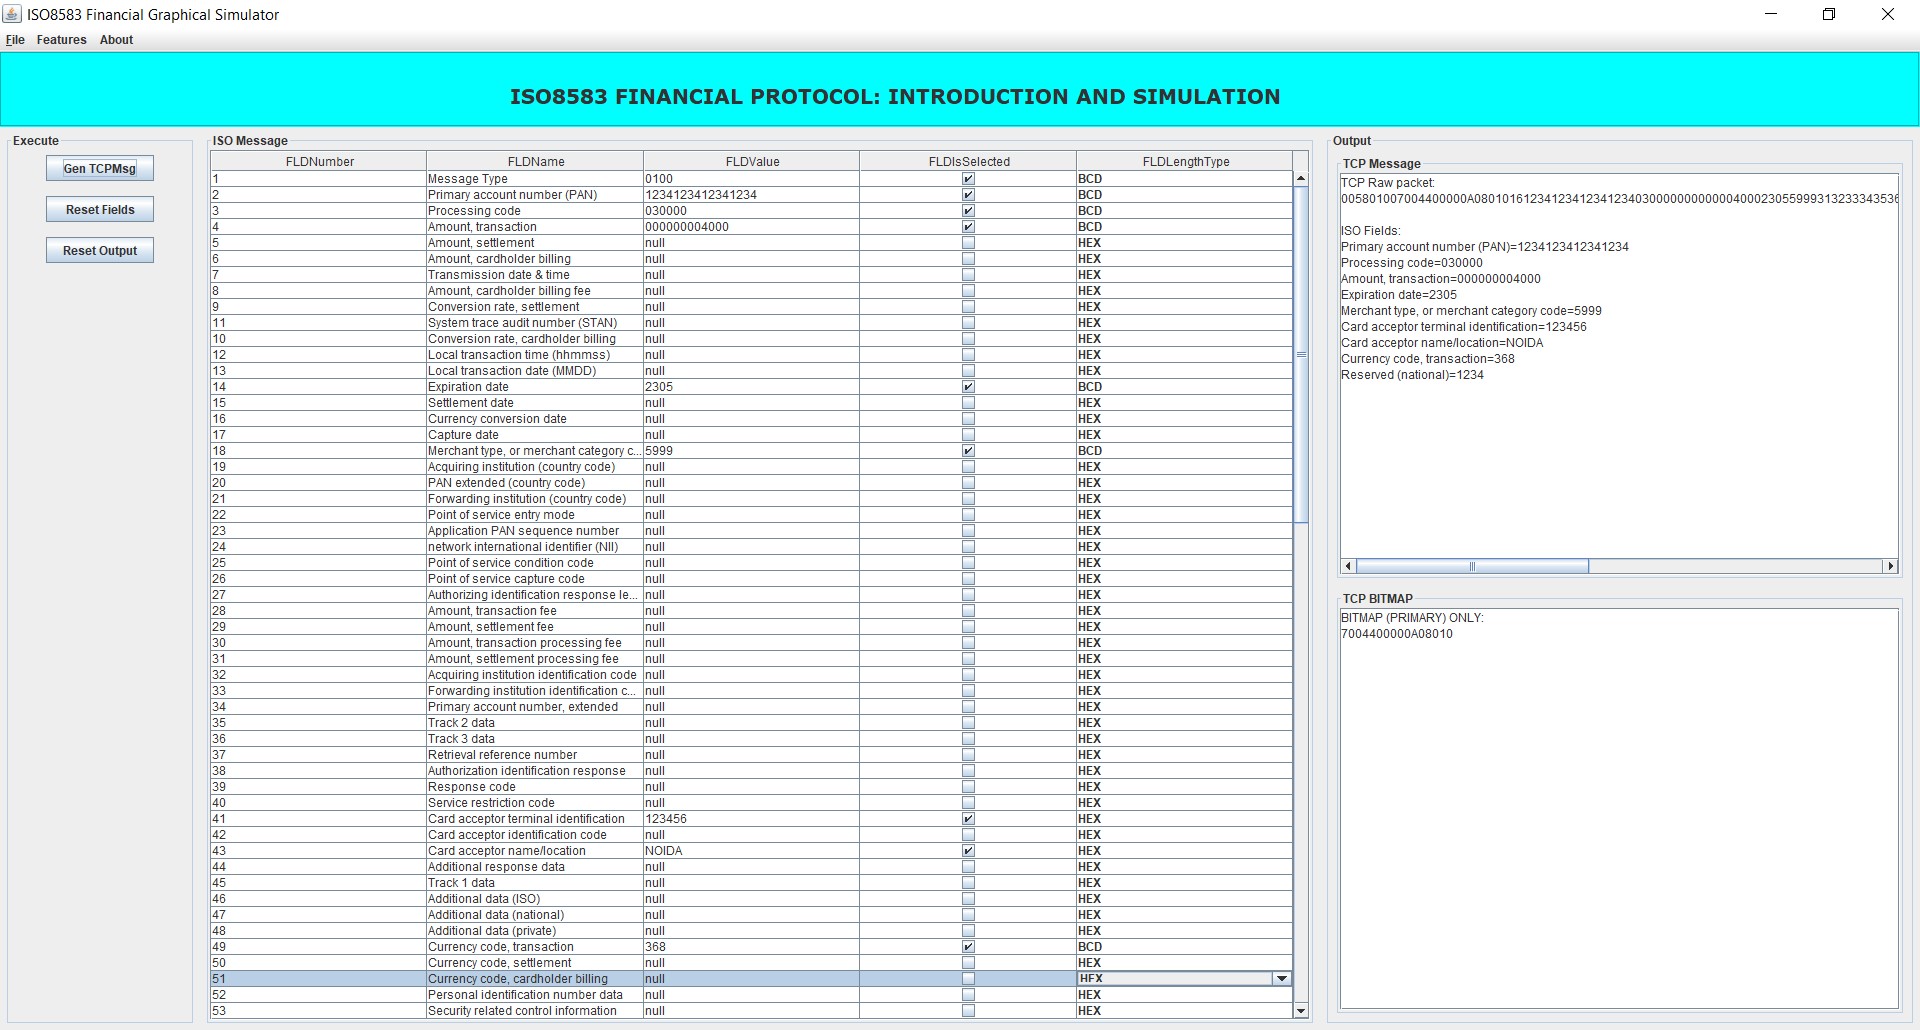 ISO8583 Financial Graphical Simulator
File Features About
ISO8583 FINANCIAL PROTOCOL: INTRODUCTION AND SIMULATION
Execute
Gen TCPMsg
Reset Fields
Reset Output
ISO Message
FLDNumber FLDName FLDValue FLDIsSelected FLDLengthType
1 Message Type 0100 BCD
2 Primary account number (PAN) 1234123412341234 BCD
3 Processing code 030000 BCD
4 Amount, transaction 000000004000 BCD
5 Amount, settlement null HEX
6 Amount, cardholder billing null HEX
7 Transmission date & time null HEX
8 Amount, cardholder billing fee null HEX
9 Conversion rate, settlement null HEX
11 System trace audit number (STAN) null HEX
10 Conversion rate, cardholder billing null HEX
12 Local transaction time (hhmmss) null HEX
13 Local transaction date (MMDD) null HEX
14 Expiration date 2305 BCD
15 Settlement date null HEX
16 Currency conversion date null HEX
17 Capture date null HEX
18 Merchant type, or merchant category c... 5999 BCD
19 Acquiring institution (country code) null HEX
20 PAN extended (country code) null HEX
21 Forwarding institution (country code) null HEX
22 Point of service entry mode null HEX
23 Application PAN sequence number null HEX
24 network international identifier (NII) null HEX
25 Point of service condition code null HEX
26 Point of service capture code null HEX
27 Authorizing identification response le... null HEX
28 Amount, transaction fee null HEX
29 Amount, settlement fee null HEX
30 Amount, transaction processing fee null HEX
31 Amount, settlement processing fee null HEX
32 Acquiring institution identification code null HEX
33 Forwarding institution identification c... null HEX
34 Primary account number, extended null HEX
35 Track 2 data null HEX
36 Track 3 data null HEX
37 Retrieval reference number null HEX
38 Authorization identification response null HEX
39 Response code null HEX
40 Service restriction code null HEX
41 Card acceptor terminal identification 123456 HEX
42 Card acceptor identification code null HEX
43 Card acceptor name/location NOIDA HEX
44 Additional response data null HEX
45 Track 1 data null HEX
46 Additional data (ISO) null HEX
47 Additional data (national) null HEX
48 Additional data (private) null HEX
49 Currency code, transaction 368 BCD
50 Currency code, settlement null HEX
51 Currency code, cardholder billing null HEX
52 Personal identification number data null HEX
53 Security related control information null HEX
Output
TCP Message
TCP Raw packet:
005801007004400000A0801016123412341234123403000000000000400023055999313233343536
ISO Fields:
Primary account number (PAN)=1234123412341234
Processing code=030000
Amount, transaction=000000004000
Expiration date=2305
Merchant type, or merchant category code=5999
Card acceptor terminal identification=123456
Card acceptor name/location=NOIDA
Currency code, transaction=368
Reserved (national)=1234
TCP BITMAP
BITMAP (PRIMARY) ONLY:
7004400000A08010